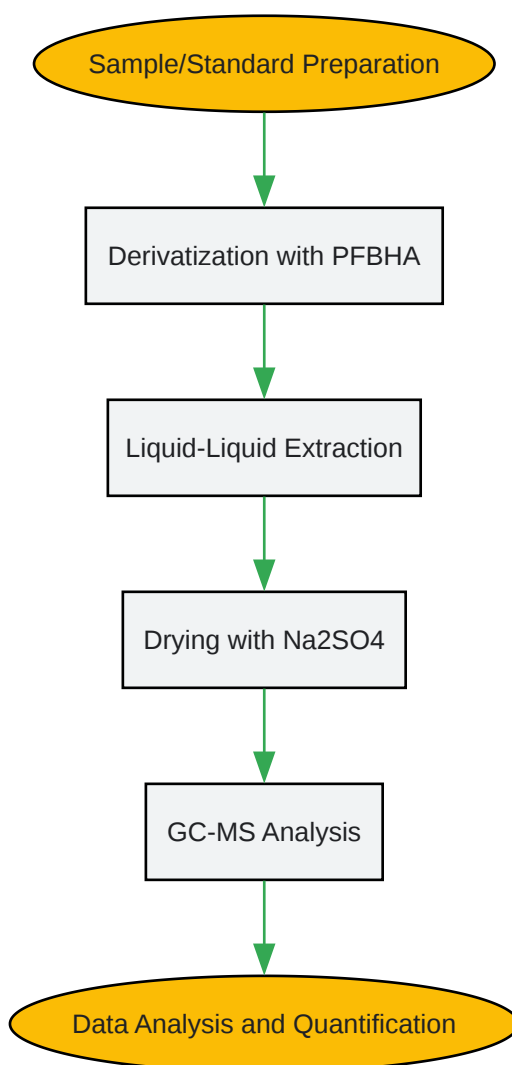 Sample/Standard Preparation
Derivatization with PFBHA
Liquid-Liquid Extraction
Drying with Na2SO4
GC-MS Analysis
Data Analysis and Quantification